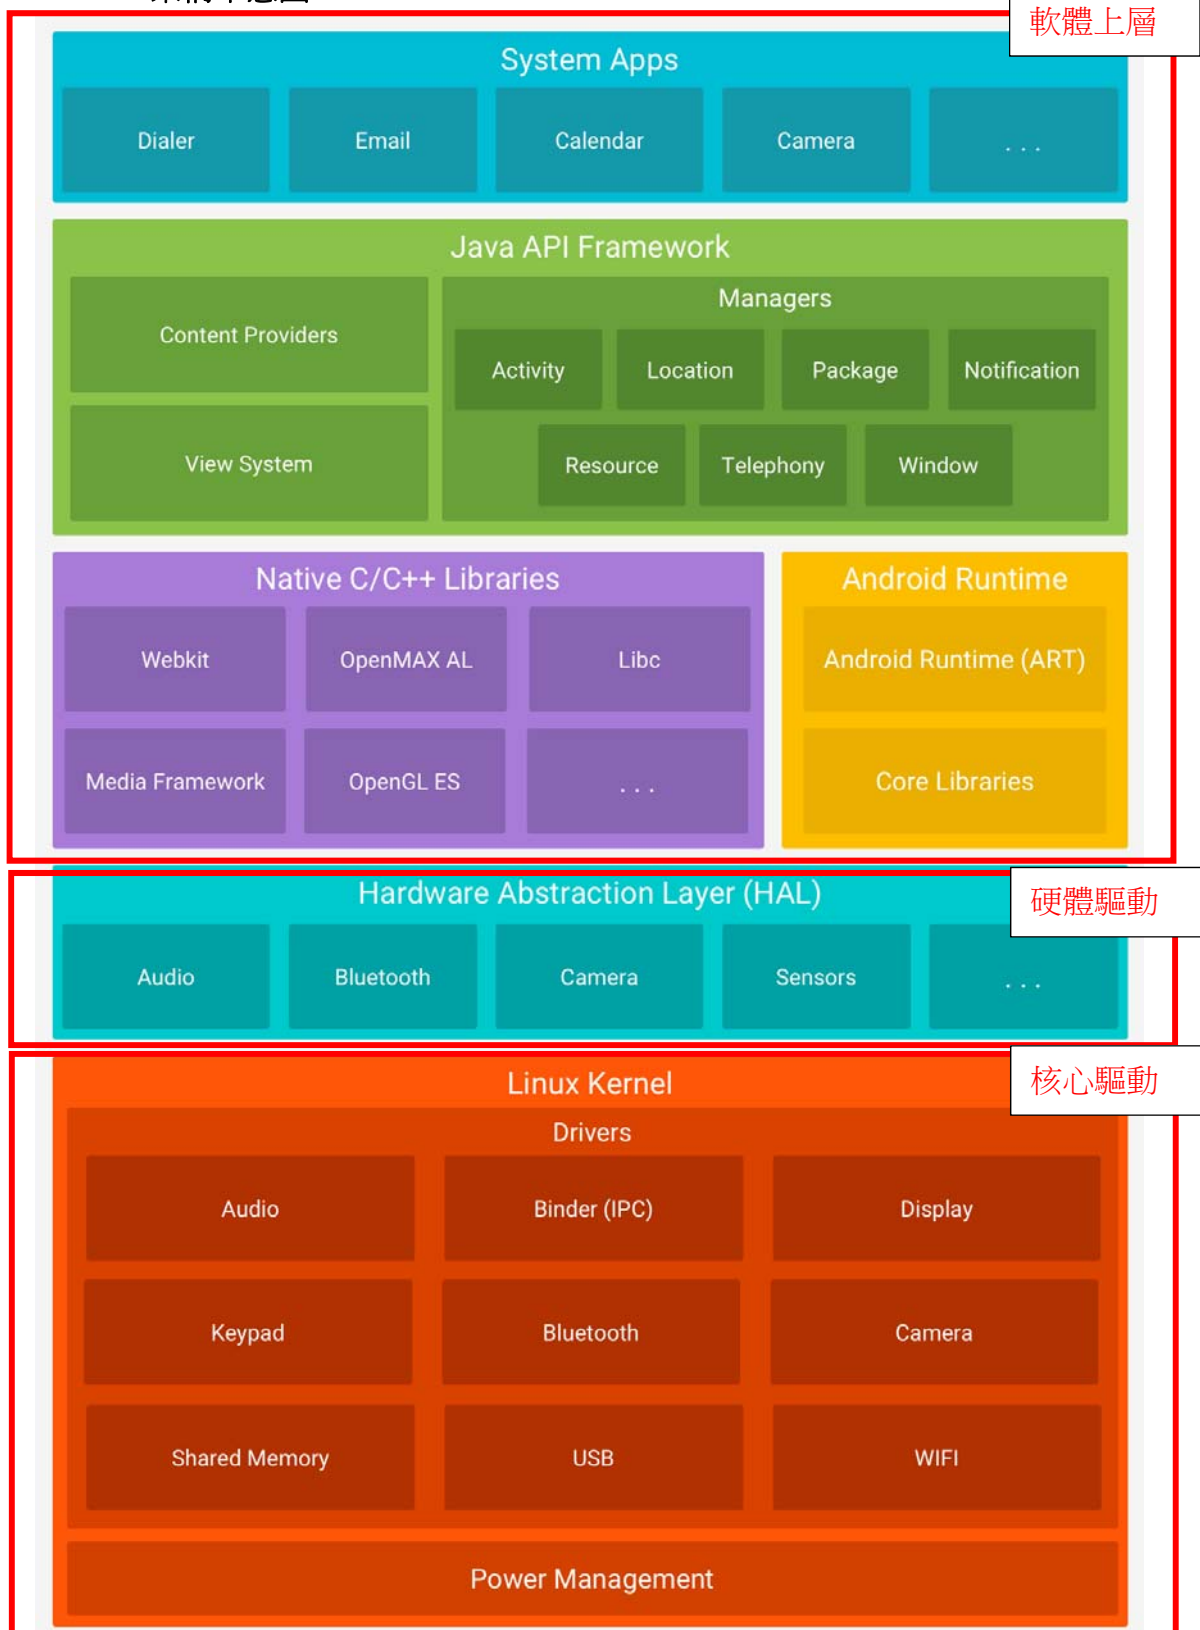 軟體上層
System Apps
Dialer
Email
Calendar
Camera
. . .
Java API Framework
Content Providers
View System
Managers
Activity
Location
Package
Notification
Resource
Telephony
Window
Native C/C++ Libraries
Webkit
OpenMAX AL
Libc
Media Framework
OpenGL ES
. . .
Android Runtime
Android Runtime (ART)
Core Libraries
硬體驅動
Hardware Abstraction Layer (HAL)
Audio
Bluetooth
Camera
Sensors
. . .
核心驅動
Linux Kernel
Drivers
Audio
Binder (IPC)
Display
Keypad
Bluetooth
Camera
Shared Memory
USB
WIFI
Power Management